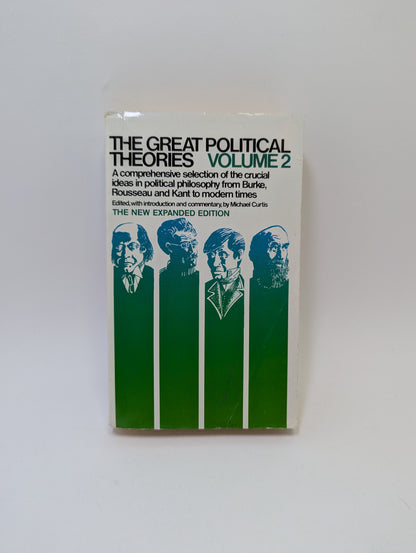 THE GREAT POLITICAL
THEORIES VOLUME 2
A comprehensive selection of the crucial
ideas in political philosophy from Burke,
Rousseau and Kant to modern times
Edited, with introduction and commentary, by Michael Curtis
THE NEW EXPANDED EDITION